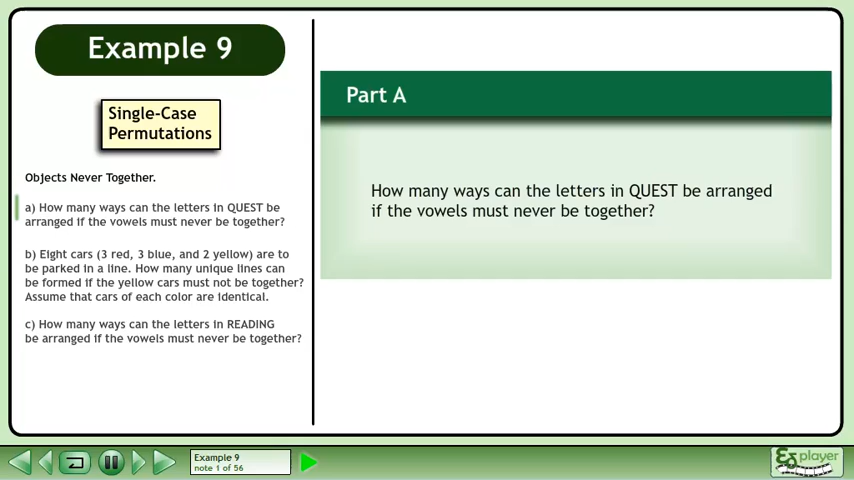 Example 9
Single-Case
Permutations
Objects Never Together.
a) How many ways can the letters in QUEST be
arranged if the vowels must never be together?
b) Eight cars (3 red, 3 blue, and 2 yellow) are to
be parked in a line. How many unique lines can
be formed if the yellow cars must not be together?
Assume that cars of each color are identical.
c) How many ways can the letters in READING
be arranged if the vowels must never be together?
Part A
How many ways can the letters in QUEST be arranged
if the vowels must never be together?
Example 9
note 1 of 56
player